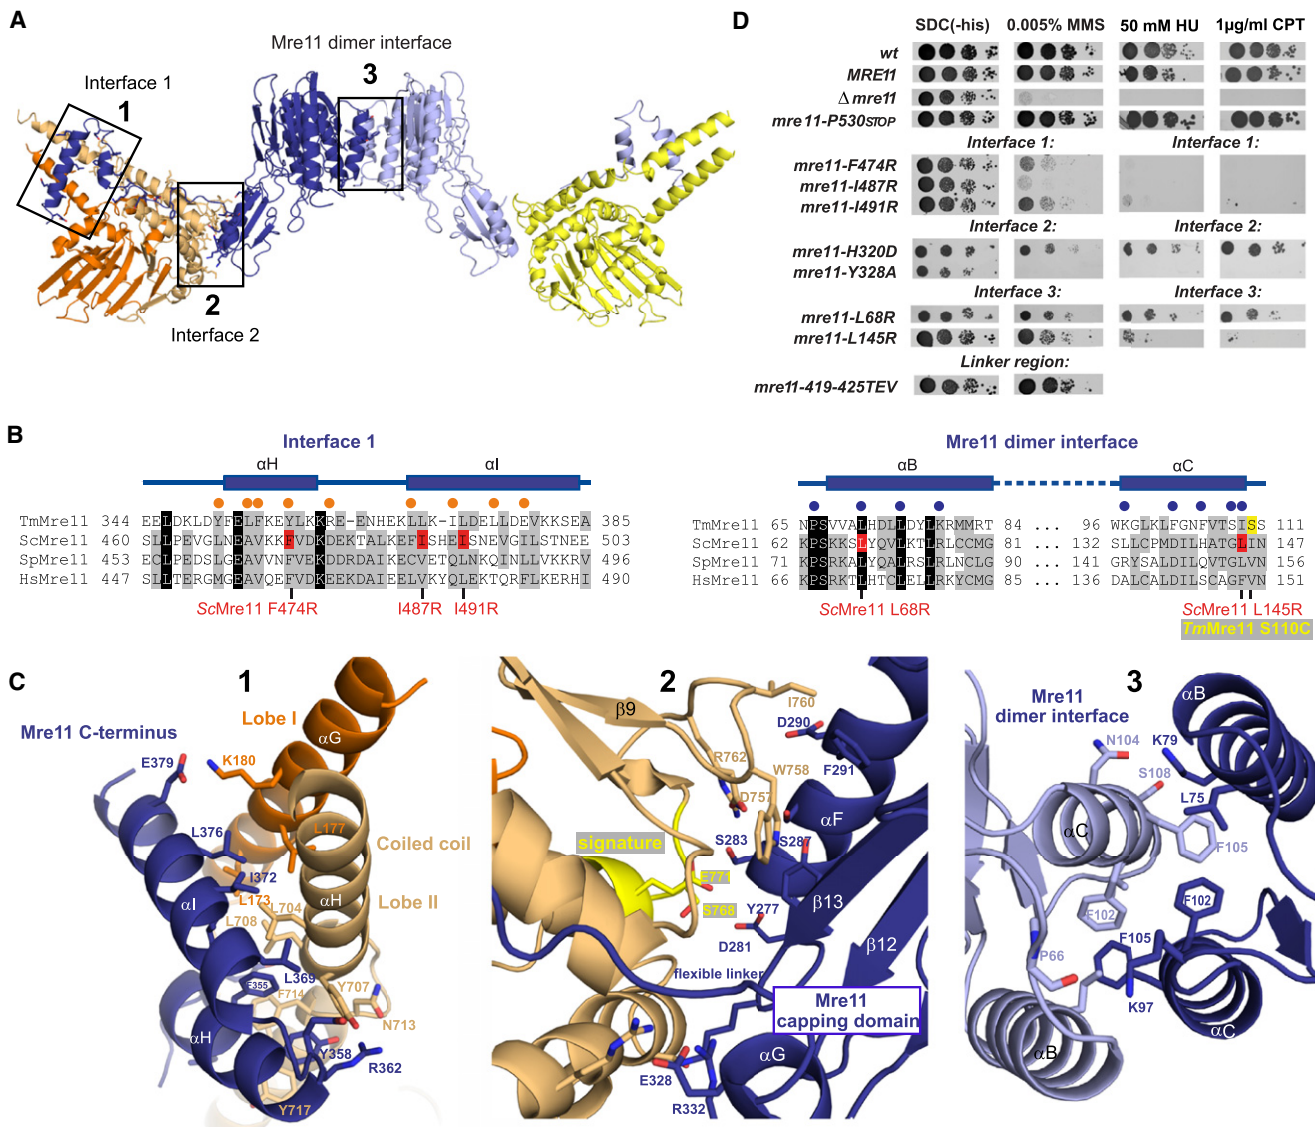 A
Mre11 dimer interface
Interface 1
1
3
2
Interface 2
D
SDC(-his) 0.005% MMS 50 mM HU 1µg/ml CPT
wt
MRE11
Δ mre11
mre11-P530STOP
Interface 1: Interface 1:
mre11-F474R
mre11-I487R
mre11-I491R
Interface 2: Interface 2:
mre11-H320D
mre11-Y328A
Interface 3: Interface 3:
mre11-L68R
mre11-L145R
Linker region:
mre11-419-425TEV
B
Interface 1
αH αI
TmMre11 344 EELDKLDYFELFKEYLKKRE-ENHEKLLK-ILDELLDEVKKSEA 385
ScMre11 460 SLLPEVGLNEAVKKFVDKDEKTALKEFISHEISNEVGILSTNEE 503
SpMre11 453 ECLPDLSLGEAVNNFVEKDDRDAIKECVETQLNKQLNLLVKKRV 496
HsMre11 447 SLLTERGMGEAVQEFVDKEEKDAIEELVKYQLEKTQRFLKERHI 490
ScMre11 F474R I487R I491R
Mre11 dimer interface
αB αC
TmMre11 65 NPSVVALHDLLDYLKRMMRT 84 ... 96 WKGLKLFGNFVTSISS 111
ScMre11 62 KPSKKSLYQVLKTLRLCCMG 81 ... 132 SLLCPMDILHATGLIN 147
SpMre11 71 KPSRKALYQVLRSLRLNCLG 90 ... 141 GRYSALDILQVTGLVN 156
HsMre11 66 KPSRKTLHTCLELLRKYCMG 85 ... 136 DALCALDILSCAGFVN 151
ScMre11 L68R ScMre11 L145R
TmMre11 S110C
C
1
Mre11 C-terminus
Lobe I
αG
E379
K180
L376
L177
Coiled coil
I372
αI
L173
αH
Lobe II
L704
L708
L369
F355
F714
Y707
N713
αH
Y358
R362
Y717
2
β9
I760
D290
R762
W758
F291
D757
αF
signature
S283
S287
E771
S768
Y277
β13
D281
β12
flexible linker
Mre11
capping domain
αG
E328
R332
3
Mre11
dimer interface
αB
N104
K79
S108
L75
αC
F105
F102
F102
P66
F105
K97
αB
αC